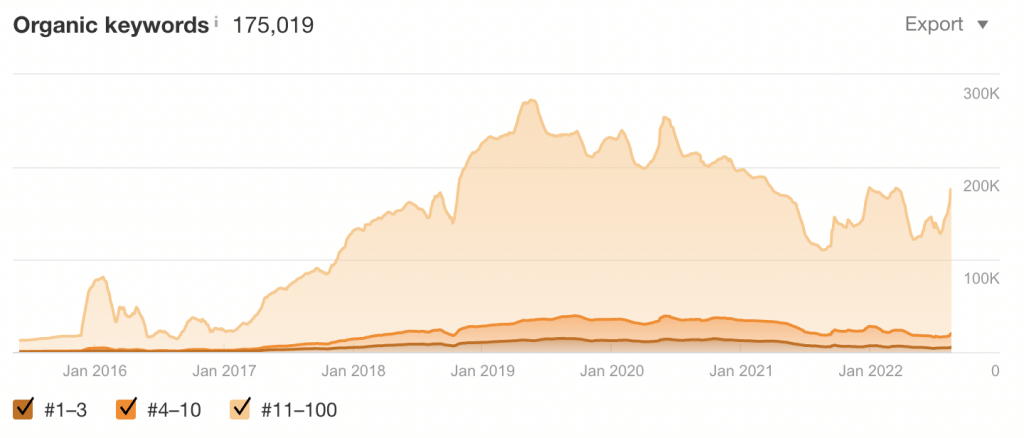 Organic keywords i 175,019
Export ▼
300K
200K
100K
Jan 2016 Jan 2017 Jan 2018 Jan 2019 Jan 2020 Jan 2021 Jan 2022 0
#1–3 #4–10 #11–100